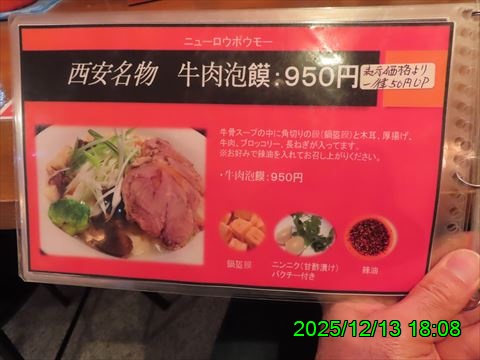 ニューロウポウモー
西安名物 牛肉泡饃：950円
表示価格より
一律50円UP
牛骨スープの中に角切りの饃（鍋盔饃）と木耳、厚揚げ、
牛肉、ブロッコリー、長ねぎが入ってます。
※お好みで辣油を入れてお召し上がりください。
・牛肉泡饃：950円
鍋盔饃
ニンニク（甘酢漬け）
パクチー付き
辣油
2025/12/13 18:08